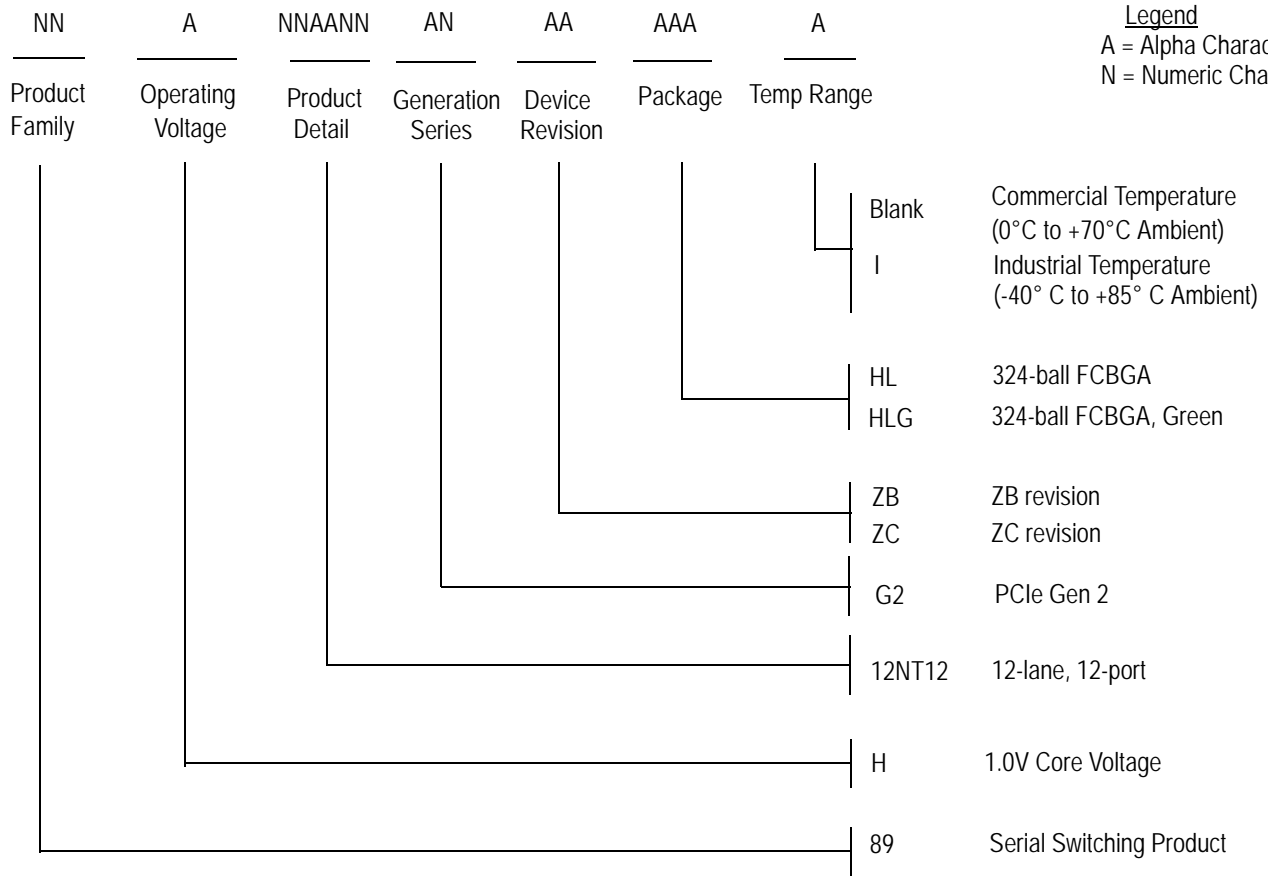 NN A NNAANN AN AA AAA A
Legend
A = Alpha
N = Numeric
Product Family
Operating Voltage
Product Detail
Generation Series
Device Revision
Package
Temp Range
Blank Commercial Temperature
(0°C to +70°C Ambient)
I Industrial Temperature
(-40° C to +85° C Ambient)
HL 324-ball FCBGA
HLG 324-ball FCBGA, Green
ZB ZB revision
ZC ZC revision
G2 PCIe Gen 2
12NT12 12-lane, 12-port
H 1.0V Core Voltage
89 Serial Switching Product